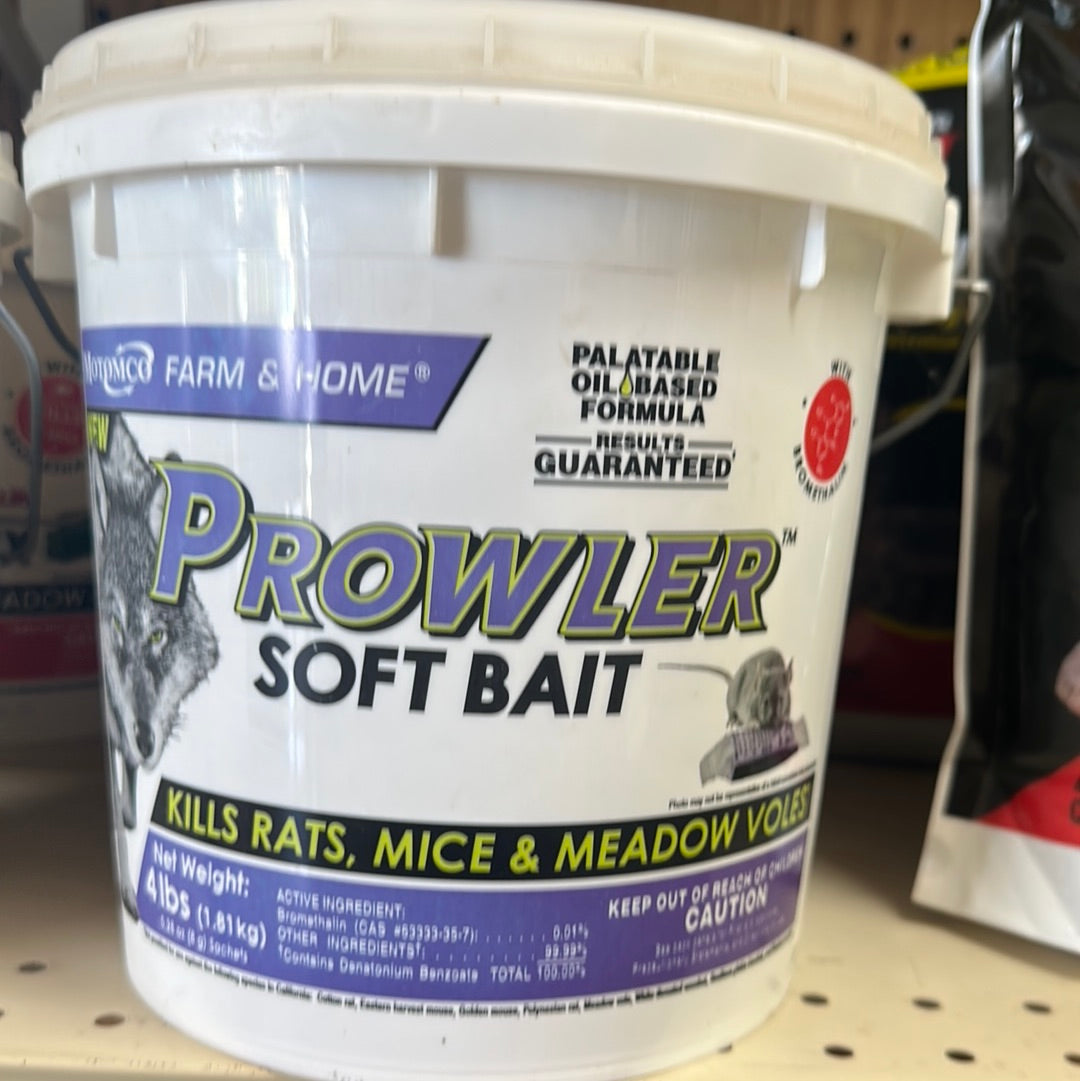 MOTOMCO FARM & HOME®
NEW
PALATABLE
OIL BASED
FORMULA
RESULTS
GUARANTEED
WITH
BROMETHALIN
PROWLER™
SOFT BAIT
KILLS RATS, MICE & MEADOW VOLES
Net Weight:
4lbs (1.81kg)
ACTIVE INGREDIENT:
Bromethalin (CAS #63333-35-7): . . . . . . 0.01%
OTHER INGREDIENTS†: . . . . . . . . 99.99%
†Contains Denatonium Benzoate TOTAL 100.00%
KEEP OUT OF REACH OF CHILDREN
CAUTION